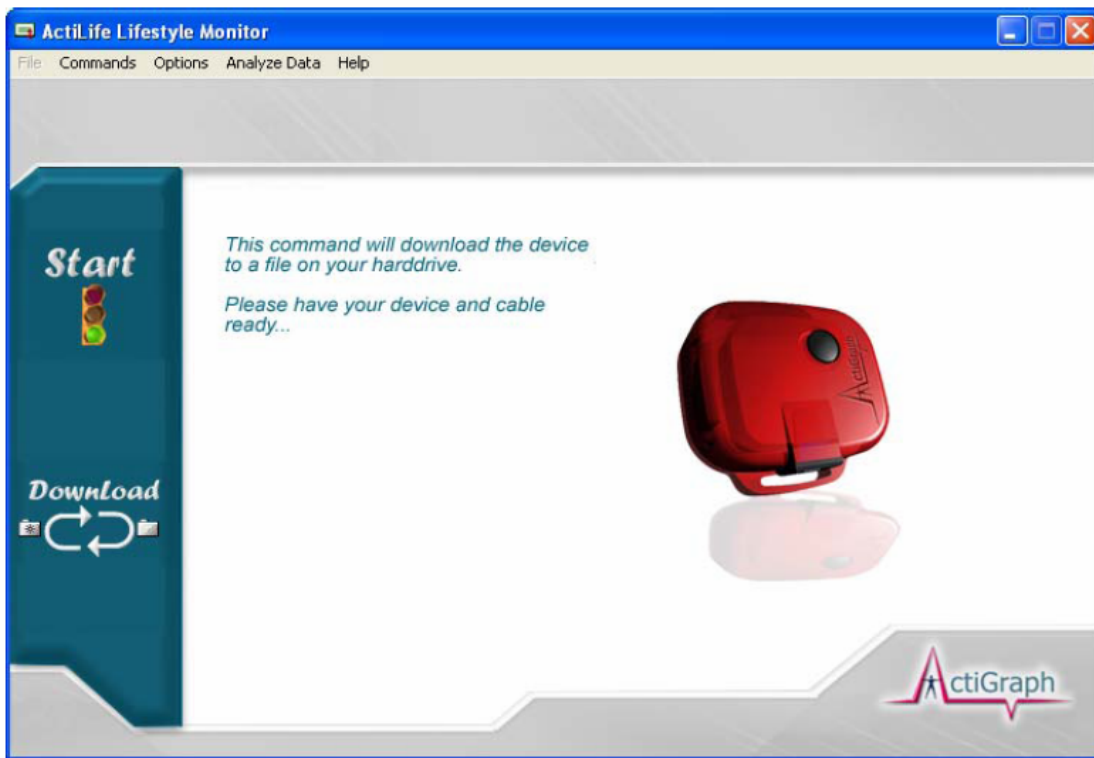 ActiLife Lifestyle Monitor
File Commands Options Analyze Data Help
Start
This command will download the device
to a file on your harddrive.
Please have your device and cable
ready...
Download
ActiGraph
ActiGraph